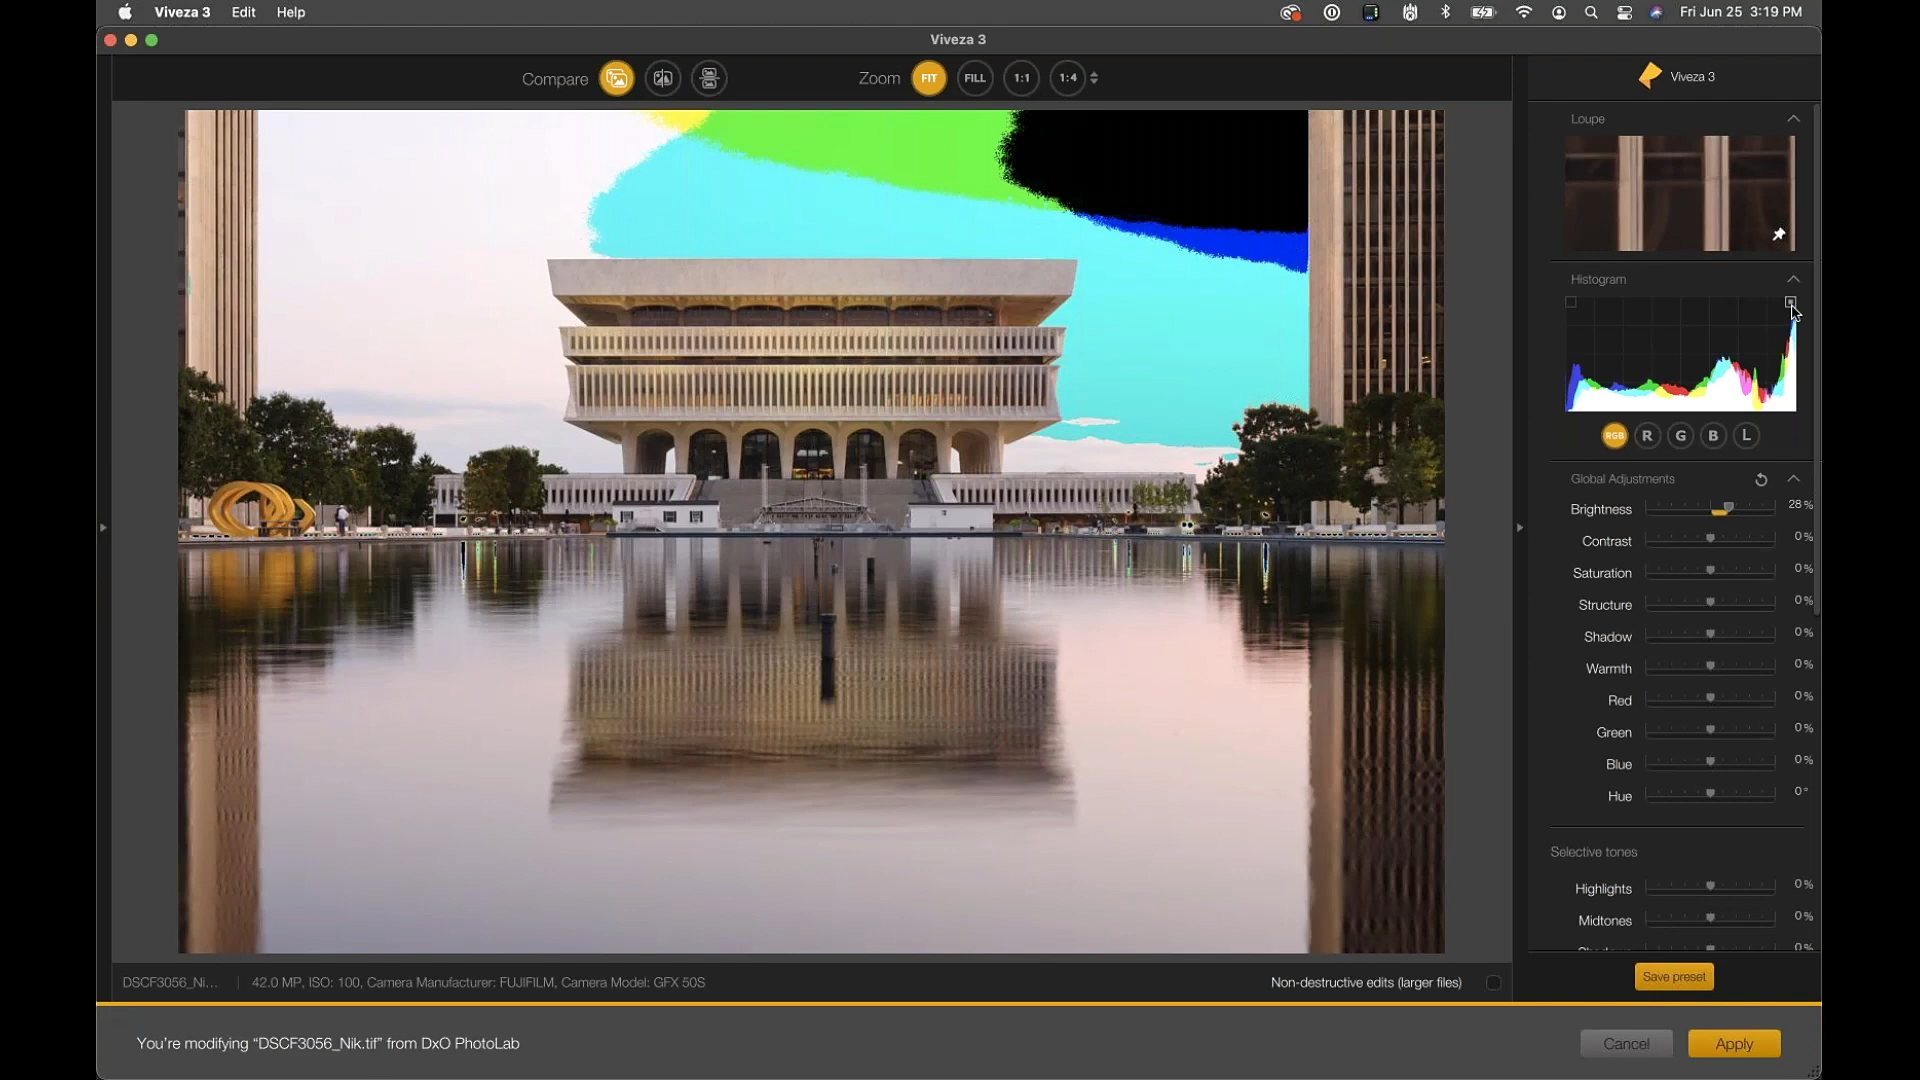 Viveza 3 Edit Help Fri Jun 25 3:19 PM
Viveza 3
Compare Zoom FIT FILL 1:1 1:4
Viveza 3
Loupe
Histogram
RGB R G B L
Global Adjustments
Brightness 28 %
Contrast 0 %
Saturation 0 %
Structure 0 %
Shadow 0 %
Warmth 0 %
Red 0 %
Green 0 %
Blue 0 %
Hue 0 °
Selective tones
Highlights 0 %
Midtones 0 %
0 %
Save preset
DSCF3056_Ni... 42.0 MP, ISO: 100, Camera Manufacturer: FUJIFILM, Camera Model: GFX 50S
Non-destructive edits (larger files)
You're modifying “DSCF3056_Nik.tif” from DxO PhotoLab
Cancel Apply